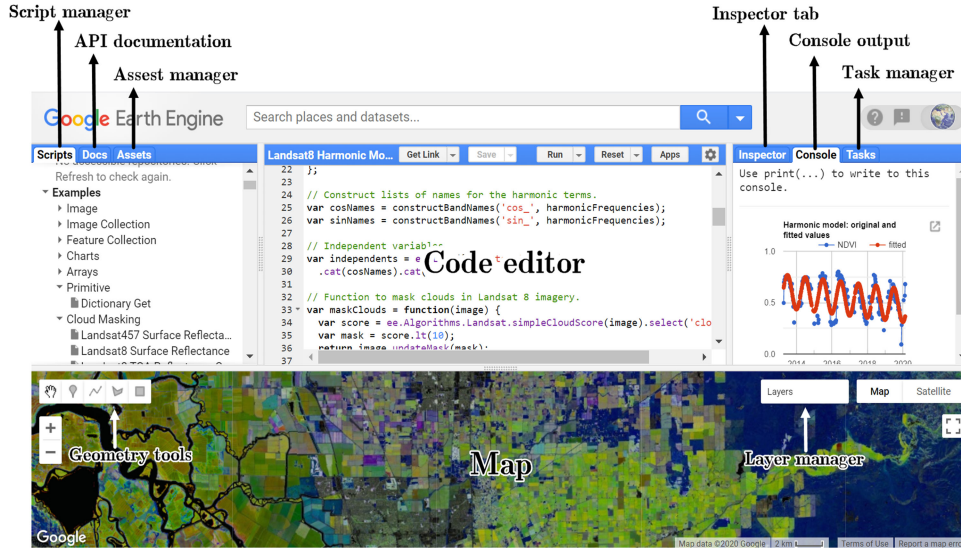 Script manager
API documentation
Assest manager
Inspector tab
Console output
Task manager
Google Earth Engine
Search places and datasets...
Scripts Docs Assets
Refresh to check again.
Examples
Image
Image Collection
Feature Collection
Charts
Arrays
Primitive
Dictionary Get
Cloud Masking
Landsat457 Surface Reflecta...
Landsat8 Surface Reflectance
Landsat8 Harmonic Mo...
Get Link
Save
Run
Reset
Apps
22 };
23
24 // Construct lists of names for the harmonic terms.
25 var cosNames = constructBandNames('cos_', harmonicFrequencies);
26 var sinNames = constructBandNames('sin_', harmonicFrequencies);
27
28 // Independent variables
29 var independents = e
30 .cat(cosNames).cat(
31
32 // Function to mask clouds in Landsat 8 imagery.
33 var maskClouds = function(image) {
34 var score = ee.Algorithms.Landsat.simpleCloudScore(image).select('clo
35 var mask = score.lt(10);
36 return image.updateMask(mask);
37
Code editor
Inspector Console Tasks
Use print(...) to write to this
console.
Harmonic model: original and
fitted values
NDVI fitted
1.0
0.5
0.0
2014 2016 2018 2020
Layers
Map Satellite
Geometry tools
Map
Layer manager
Google
Map data ©2020 Google
2 km
Terms of Use
Report a map erro